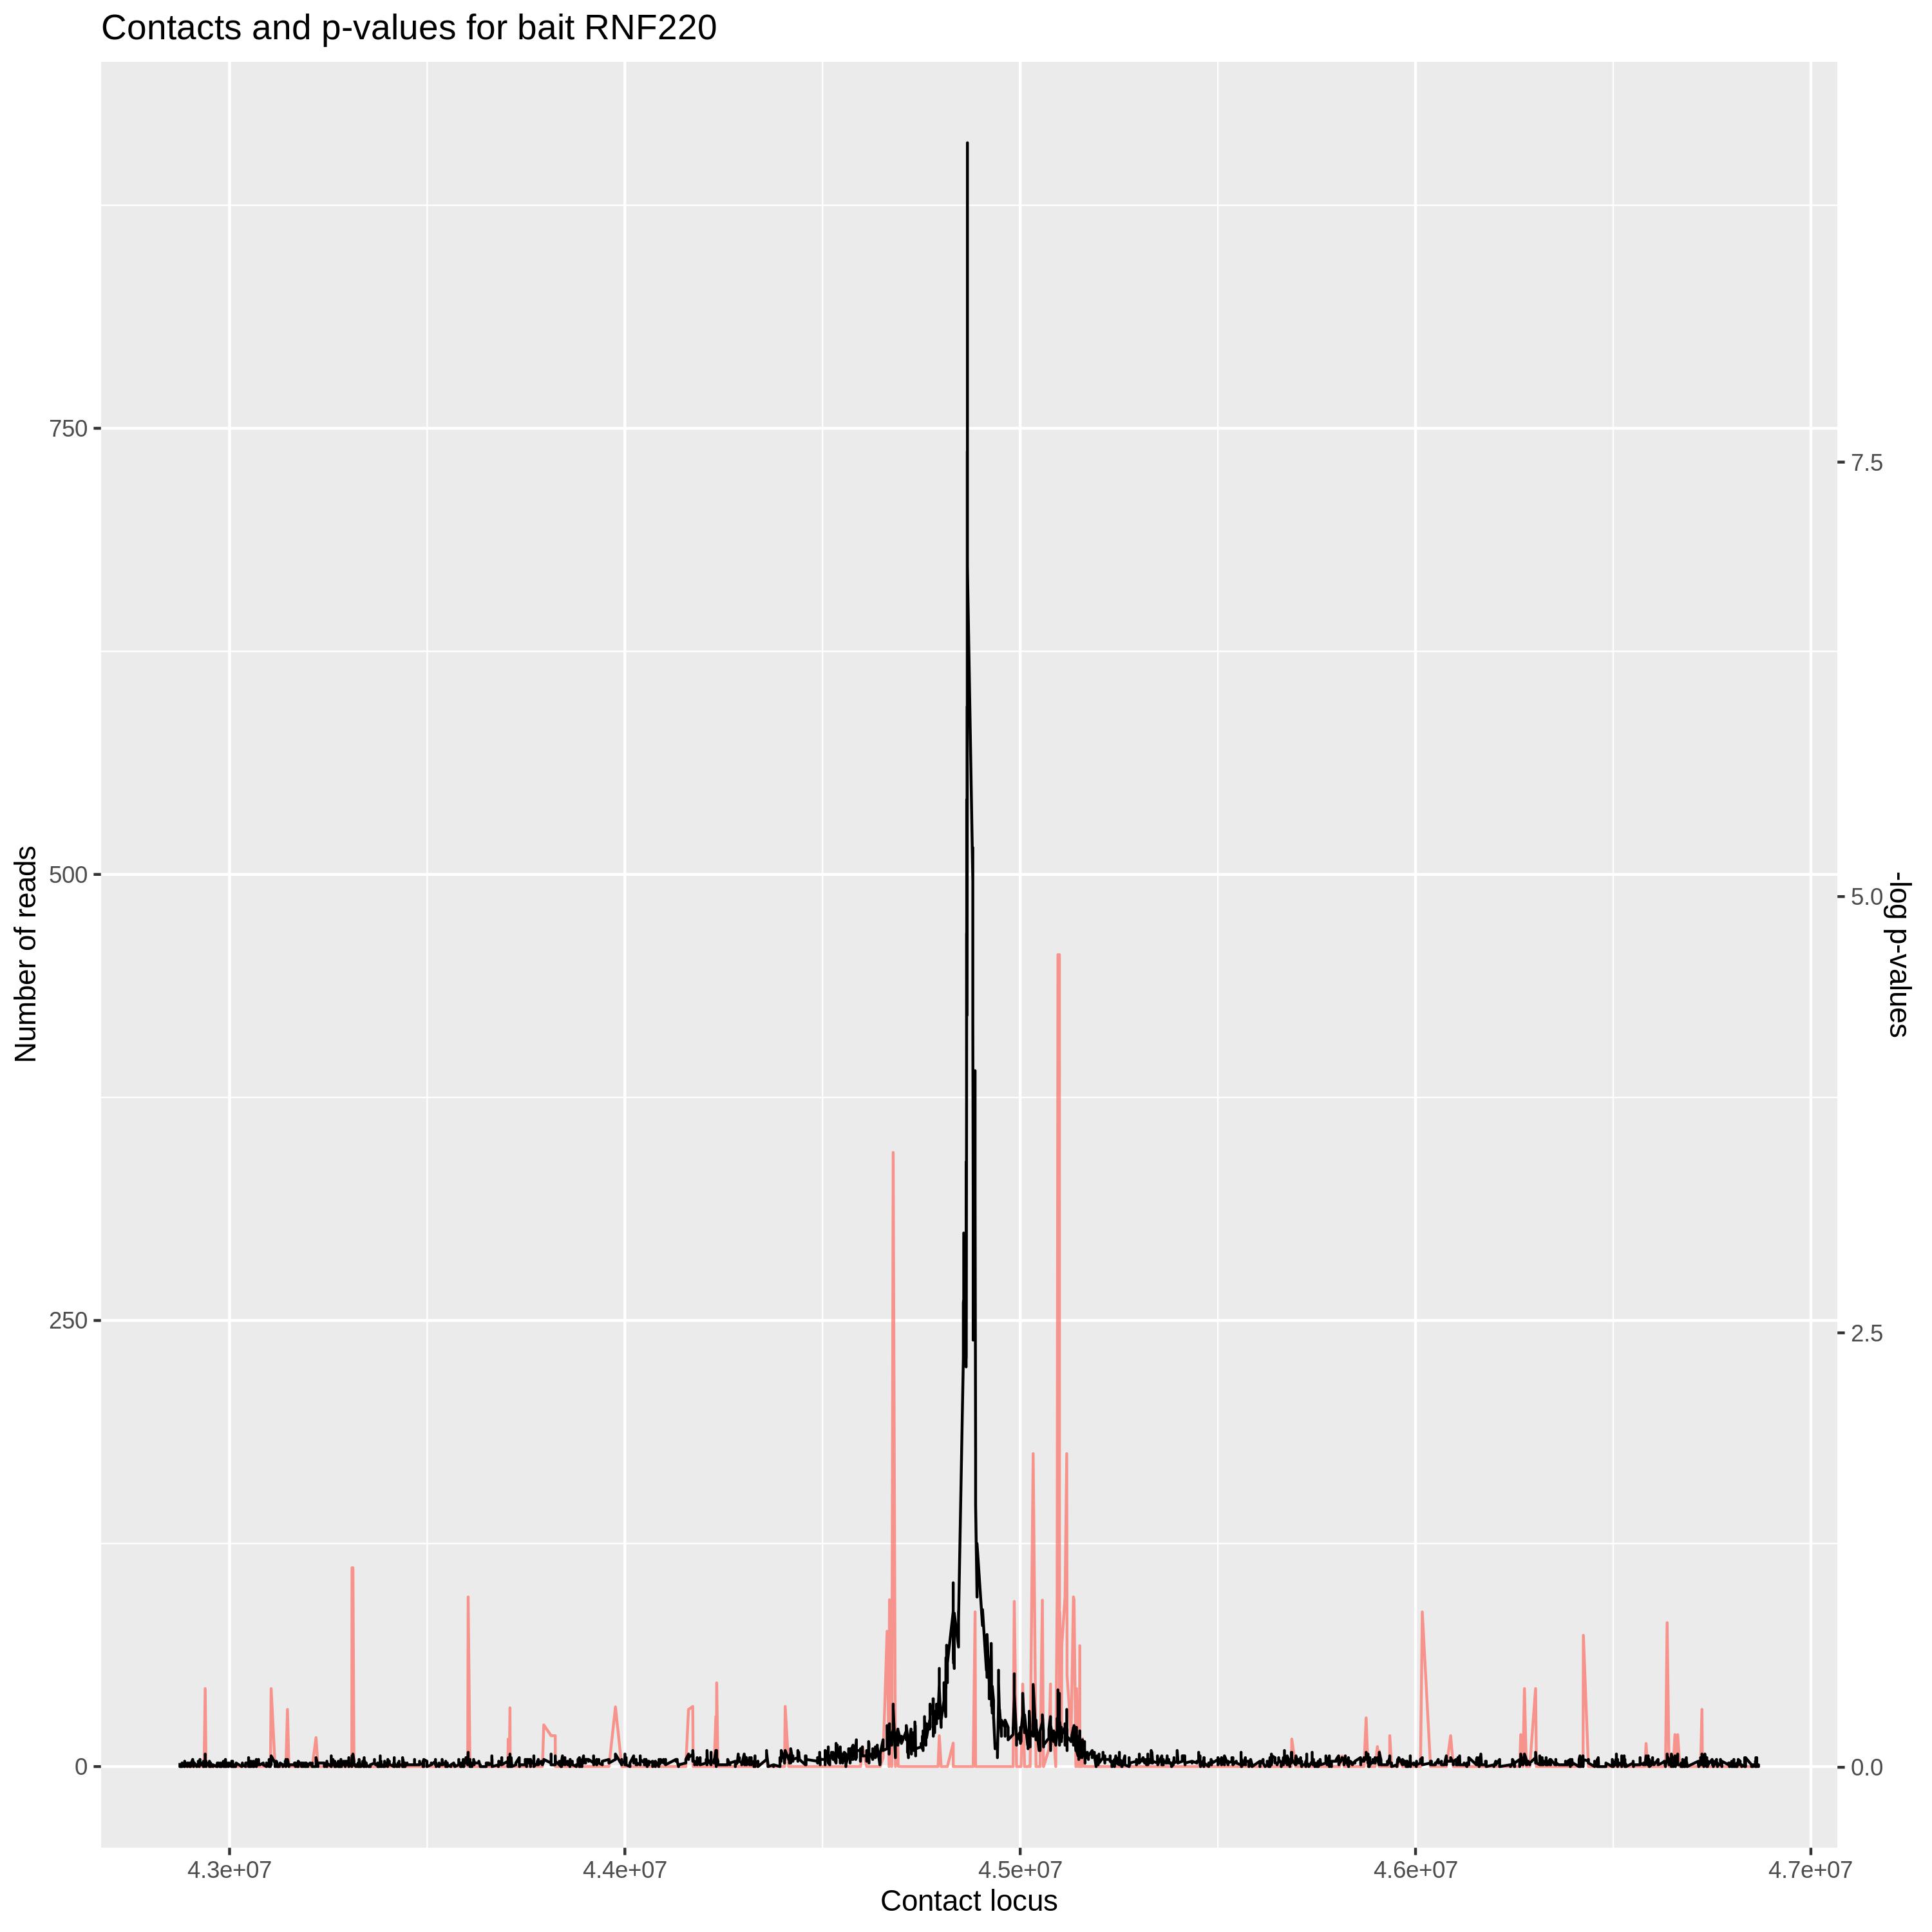 Contacts and p-values for bait RNF220
Number of reads
750
500
250
0
7.5
5.0
2.5
0.0
-log p-values
4.3e+07 4.4e+07 4.5e+07 4.6e+07 4.7e+07
Contact locus